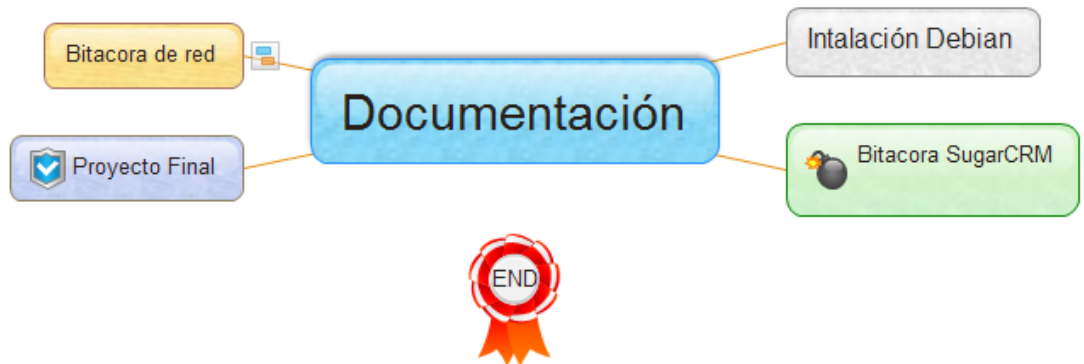 Bitacora de red
Intalación Debian
Documentación
Proyecto Final
Bitacora SugarCRM
END